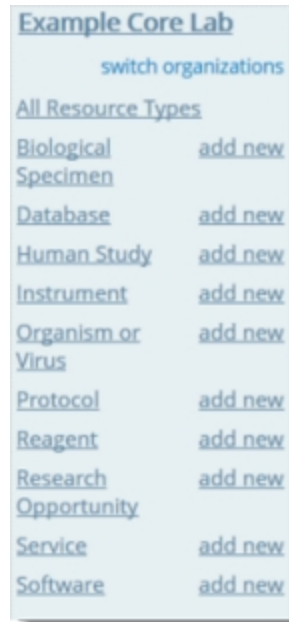 Example Core Lab
switch organizations
All Resource Types
Biological Specimen add new
Database add new
Human Study add new
Instrument add new
Organism or Virus add new
Protocol add new
Reagent add new
Research Opportunity add new
Service add new
Software add new